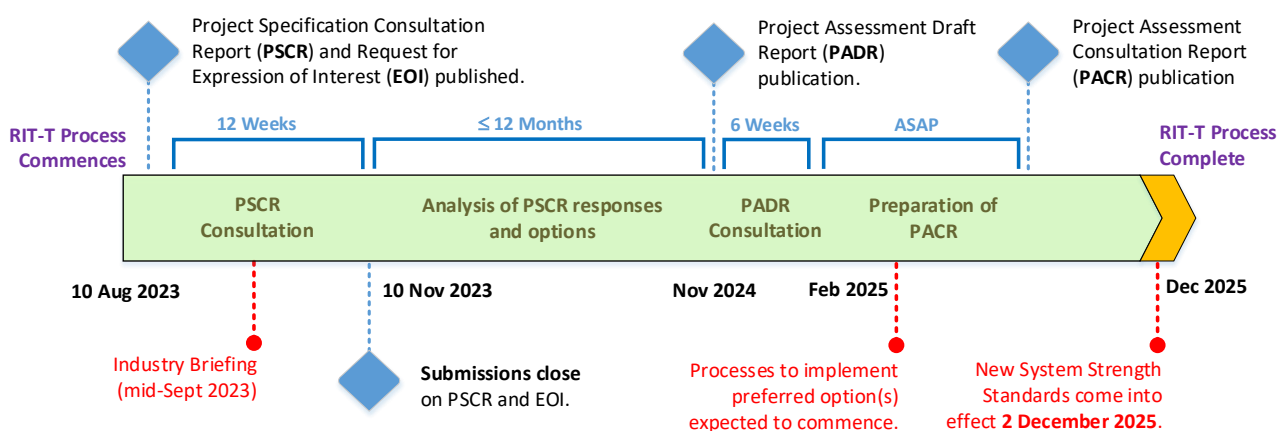 Project Specification Consultation
Report (PSCR) and Request for
Expression of Interest (EOI) published.
Project Assessment Draft
Report (PADR)
publication.
Project Assessment
Consultation Report
(PACR) publication
RIT-T Process
Commences
12 Weeks
≤ 12 Months
6 Weeks
ASAP
RIT-T Process
Complete
PSCR
Consultation
Analysis of PSCR responses
and options
PADR
Consultation
Preparation of
PACR
10 Aug 2023
10 Nov 2023
Nov 2024
Feb 2025
Dec 2025
Industry Briefing
(mid-Sept 2023)
Submissions close
on PSCR and EOI.
Processes to implement
preferred option(s)
expected to commence.
New System Strength
Standards come into
effect 2 December 2025.